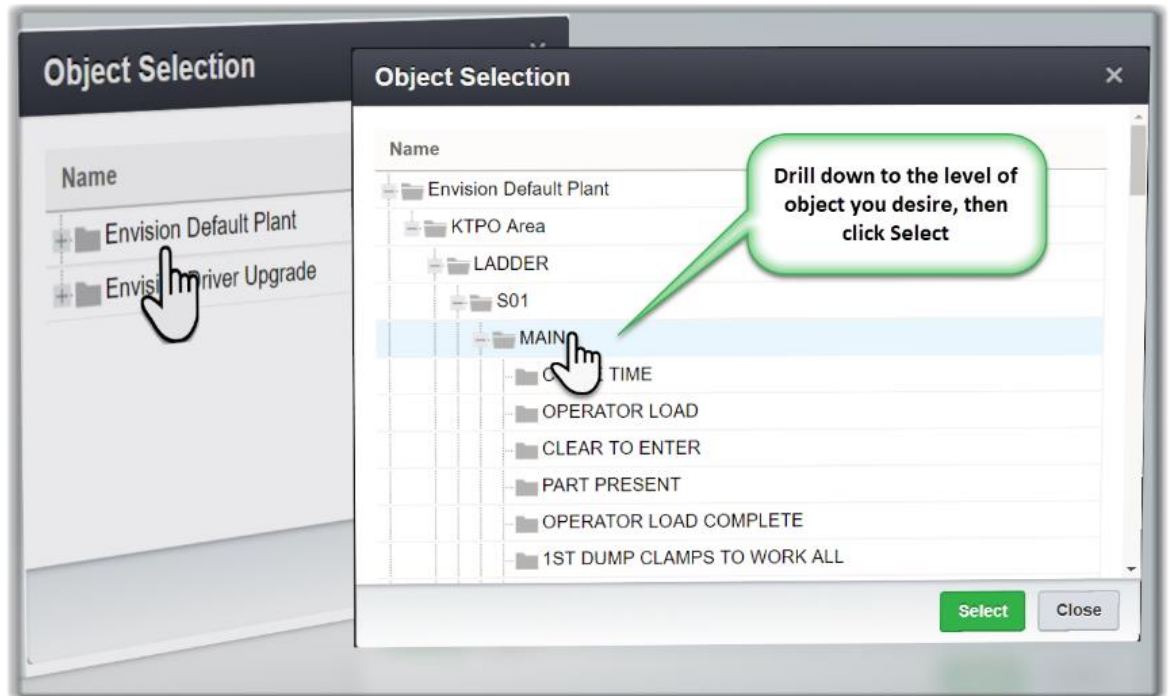 Object Selection
Name
Envision Default Plant
Driver Upgrade
Object Selection
Name
Envision Default Plant
KTPO Area
LADDER
S01
MAIN
TIME
OPERATOR LOAD
CLEAR TO ENTER
PART PRESENT
OPERATOR LOAD COMPLETE
1ST DUMP CLAMPS TO WORK ALL
Drill down to the level of
object you desire, then
click Select
Select
Close